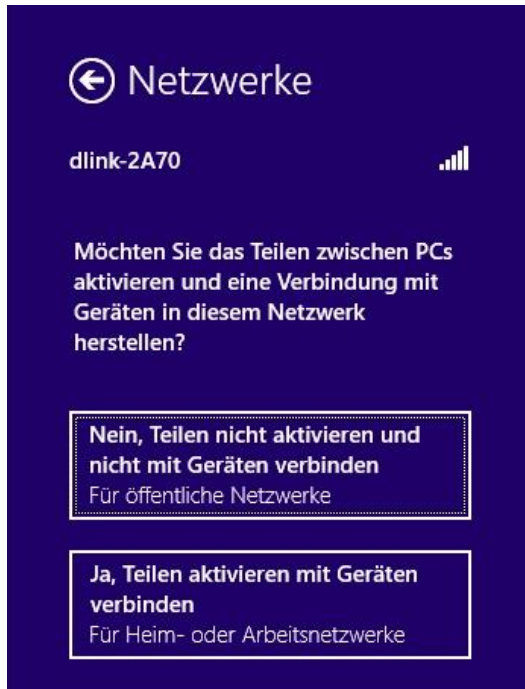 Netzwerke
dlink-2A70
Möchten Sie das Teilen zwischen PCs
aktivieren und eine Verbindung mit
Geräten in diesem Netzwerk
herstellen?
Nein, Teilen nicht aktivieren und
nicht mit Geräten verbinden
Für öffentliche Netzwerke
Ja, Teilen aktivieren mit Geräten
verbinden
Für Heim- oder Arbeitsnetzwerke